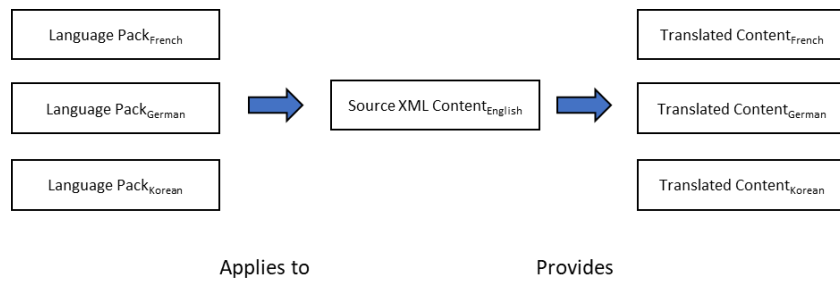 Language PackFrench
Translated ContentFrench
Language PackGerman
Source XML ContentEnglish
Translated ContentGerman
Language PackKorean
Translated ContentKorean
Applies to
Provides